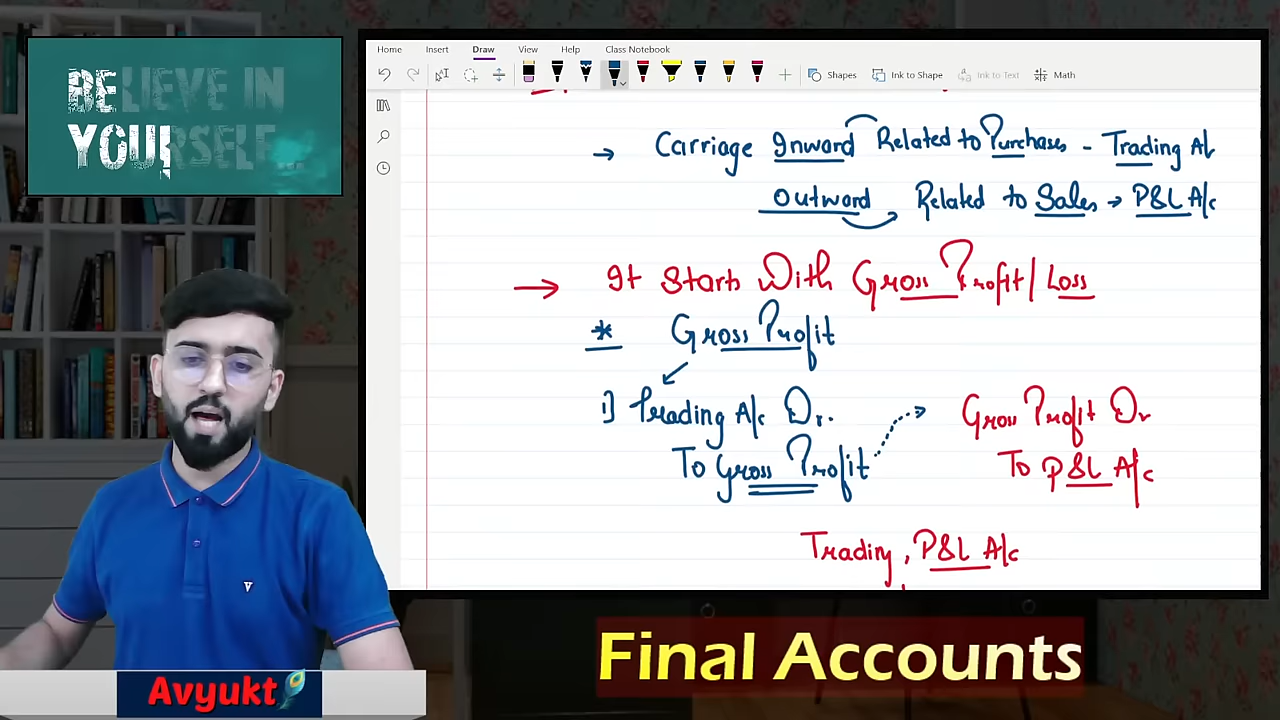 BELIEVE IN
YOURSELF...
Home Insert Draw View Help Class Notebook
Shapes Ink to Shape Ink to Text Math
→ Carriage Inward Related to Purchases - Trading A/c
Outward Related to Sales → P&L A/c
→ It Starts With Gross Profit/Loss
* Gross Profit
1) Trading A/c Dr.
To Gross Profit
Gross Profit Dr
To P&L A/c
Trading, P&L A/c
Final Accounts
Avyukt